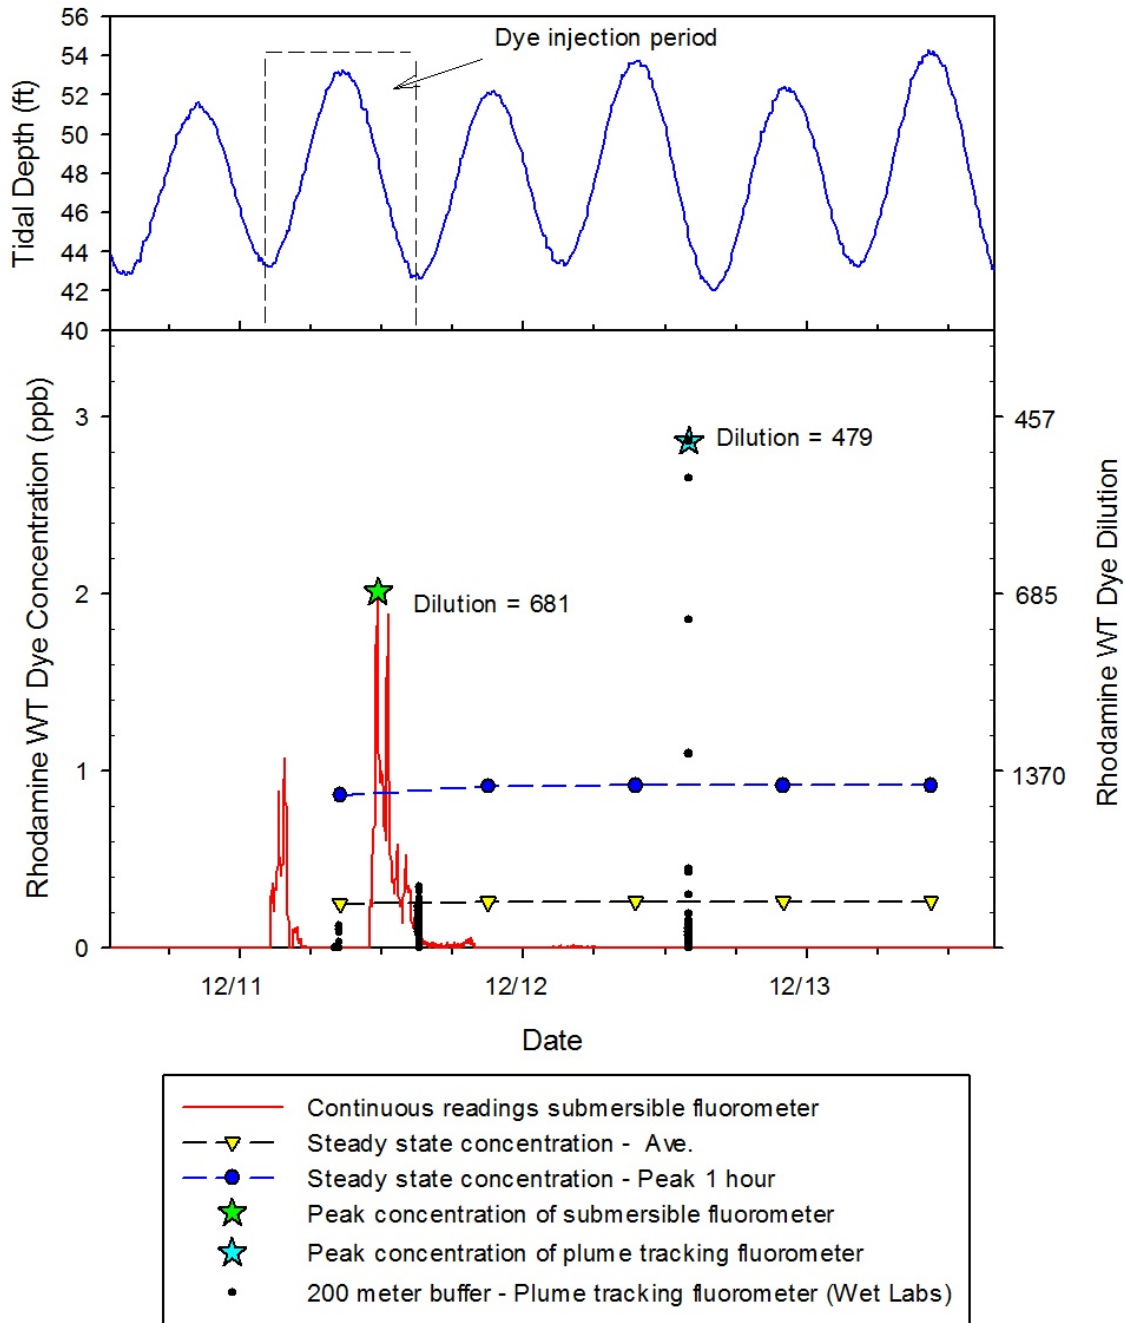 56
Dye injection period
54
52
50
48
46
44
42
40
Tidal Depth (ft)
3
457
Dilution = 479
2
685
Dilution = 681
1
1370
0
Rhodamine WT Dye Concentration (ppb)
Rhodamine WT Dye Dilution
12/11
12/12
12/13
Date
Continuous readings submersible fluorometer
Steady state concentration - Ave.
Steady state concentration - Peak 1 hour
Peak concentration of submersible fluorometer
Peak concentration of plume tracking fluorometer
200 meter buffer - Plume tracking fluorometer (Wet Labs)